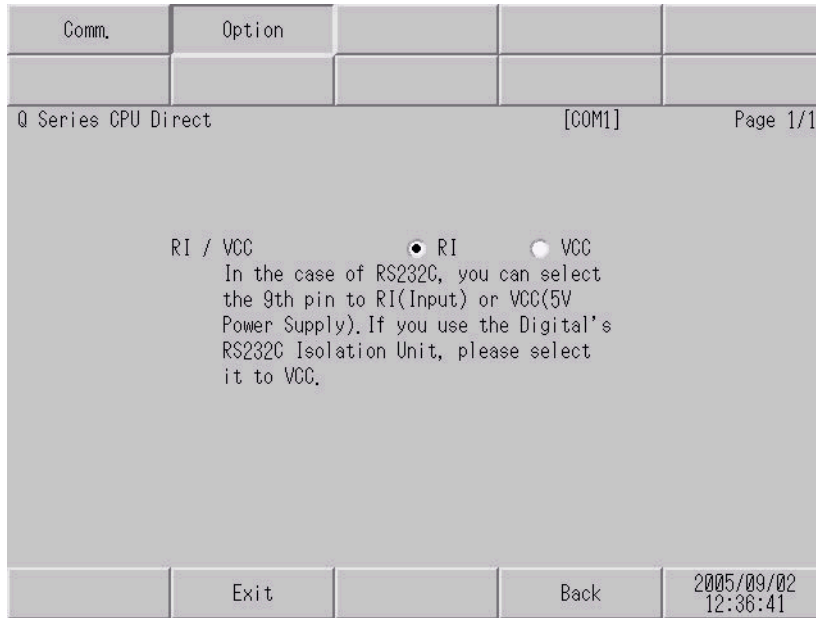 Comm. Option
Q Series CPU Direct [COM1] Page 1/1
RI / VCC RI VCC
In the case of RS232C, you can select
the 9th pin to RI(Input) or VCC(5V
Power Supply).If you use the Digital's
RS232C Isolation Unit, please select
it to VCC.
Exit Back 2005/09/02
12:36:41